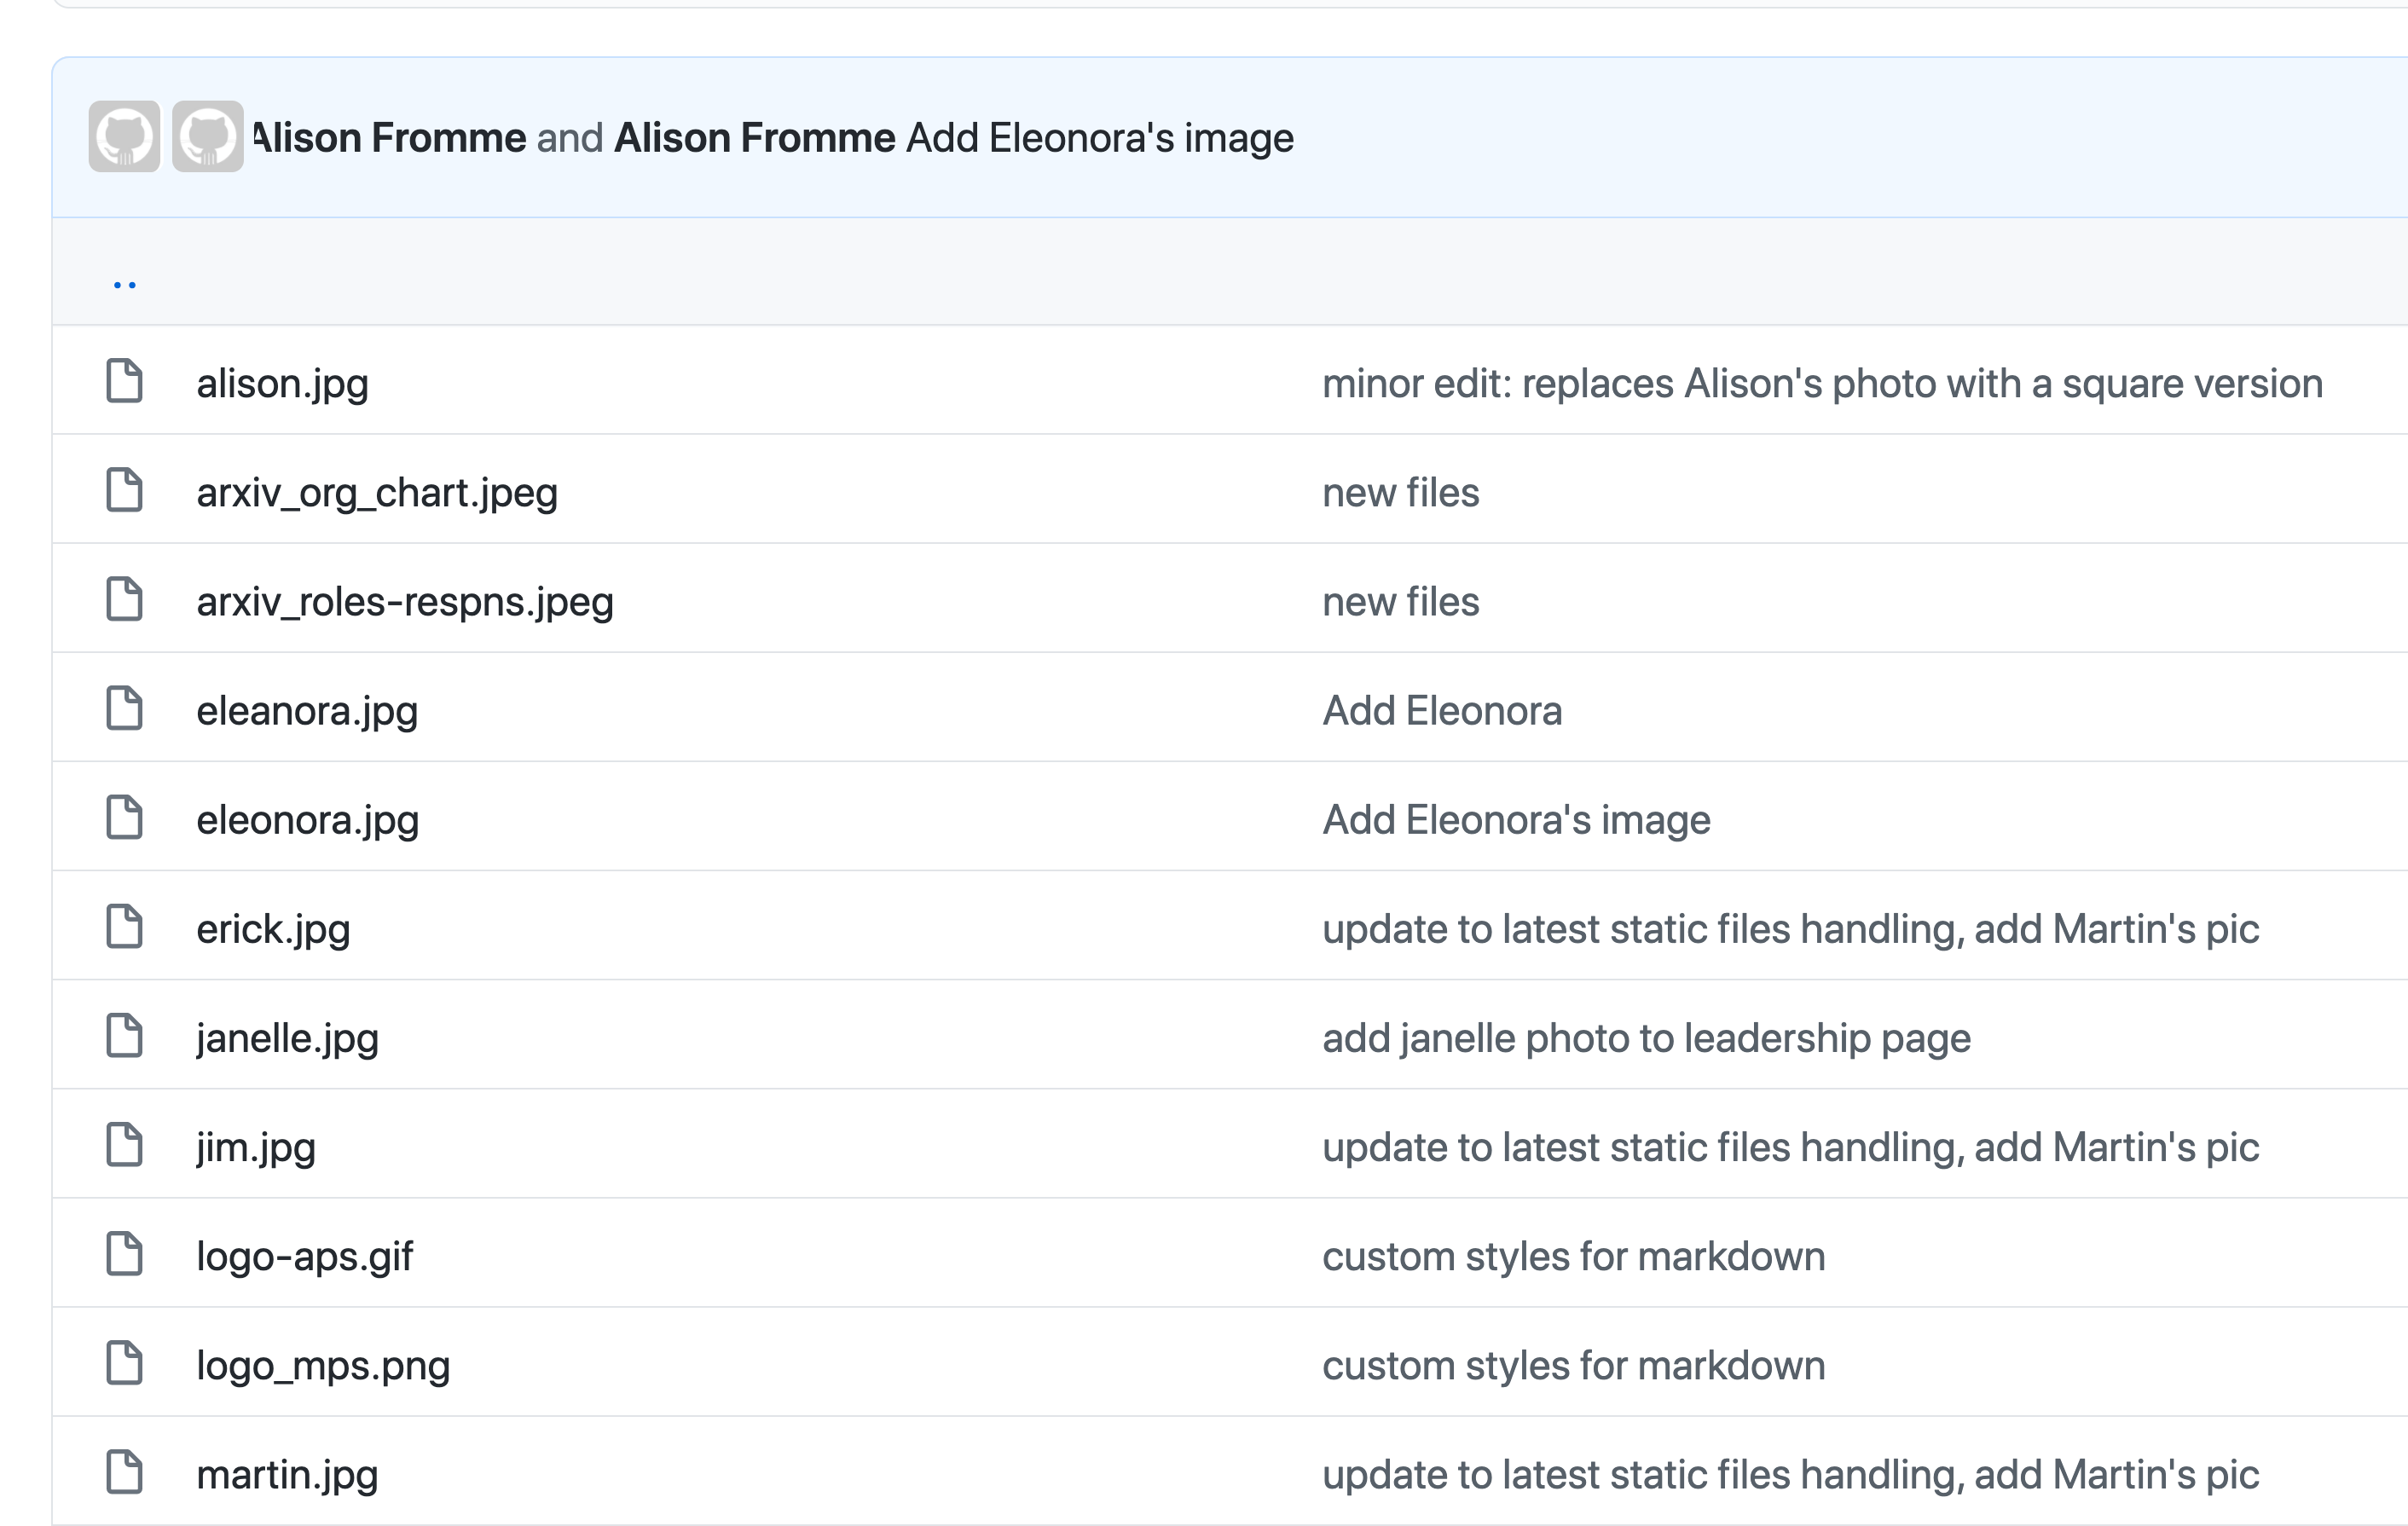 Alison Fromme and Alison Fromme Add Eleonora's image
..
alison.jpg minor edit: replaces Alison's photo with a square version
arxiv_org_chart.jpeg new files
arxiv_roles-respns.jpeg new files
eleanora.jpg Add Eleonora
eleonora.jpg Add Eleonora's image
erick.jpg update to latest static files handling, add Martin's pic
janelle.jpg add janelle photo to leadership page
jim.jpg update to latest static files handling, add Martin's pic
logo-aps.gif custom styles for markdown
logo_mps.png custom styles for markdown
martin.jpg update to latest static files handling, add Martin's pic